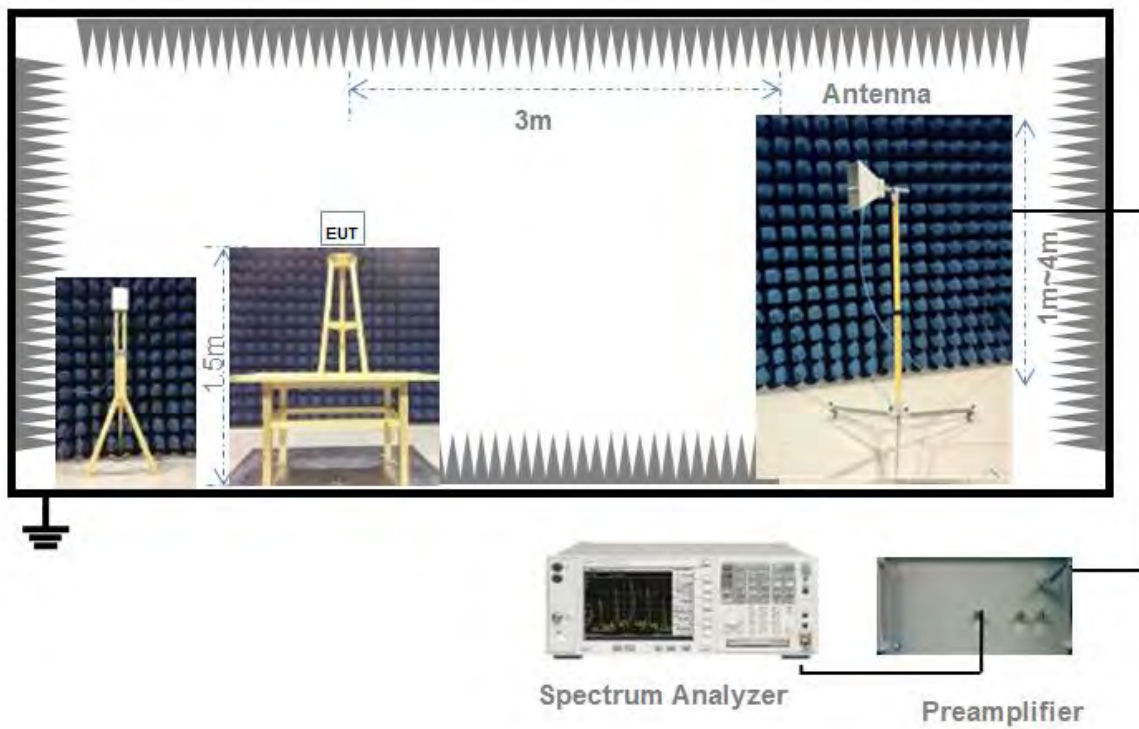 Antenna
3m
EUT
1.5m
1m~4m
Spectrum Analyzer
Preamplifier